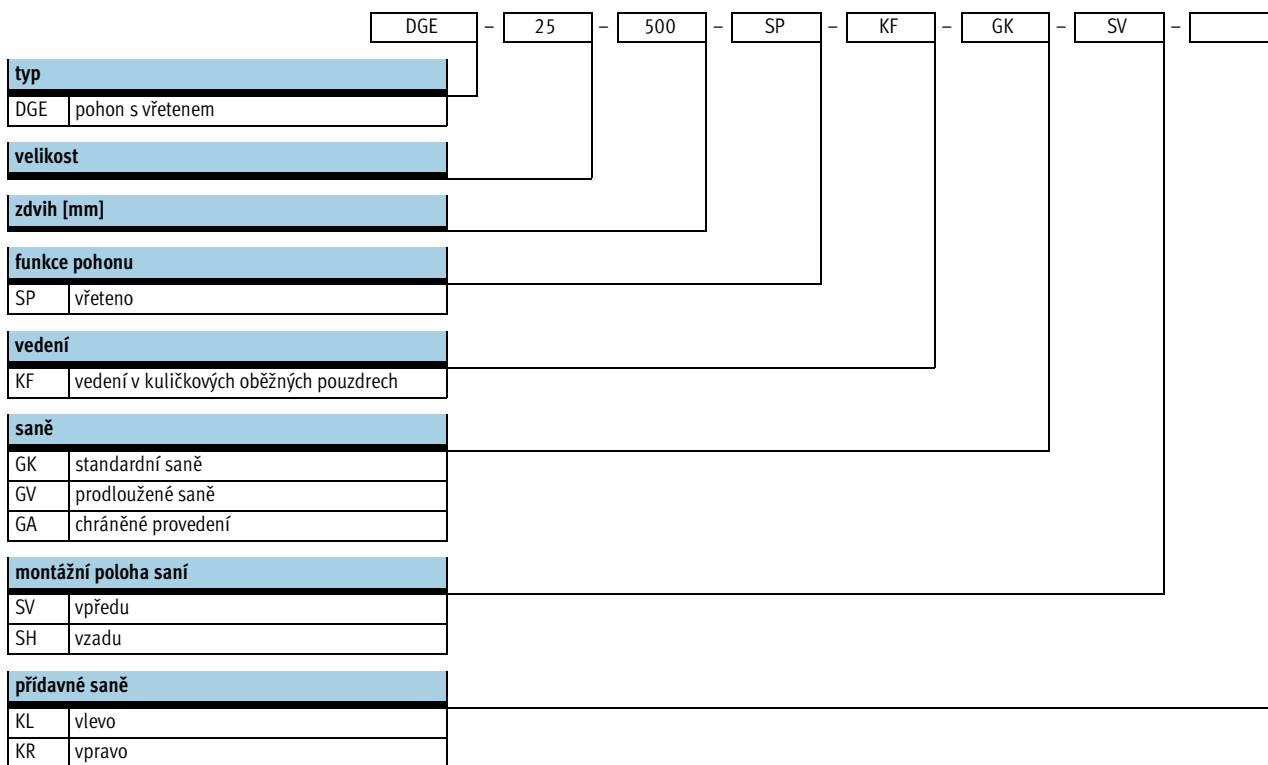 DGE – 25 – 500 – SP – KF – GK – SV –
typ
DGE pohon s vřetenem
velikost
zdvih [mm]
funkce pohonu
SP vřeteno
vedení
KF vedení v kuličkových oběžných pouzdrech
saně
GK standardní saně
GV prodloužené saně
GA chráněné provedení
montážní poloha saní
SV vpředu
SH vzadu
přídavné saně
KL vlevo
KR vpravo